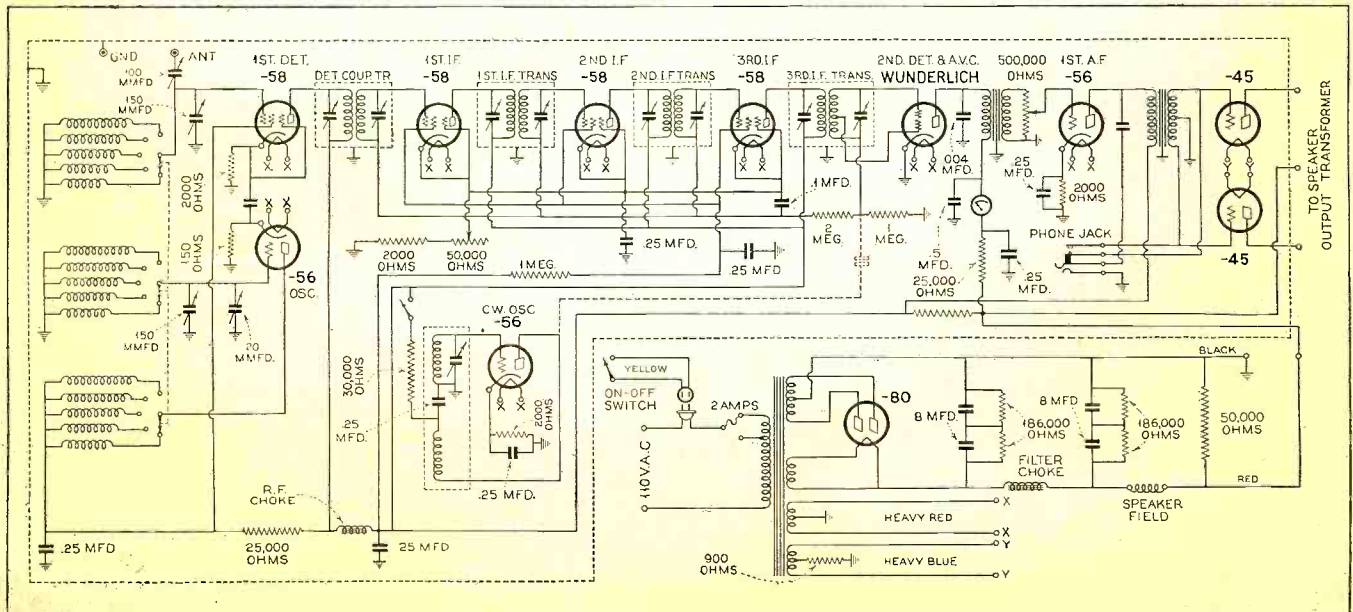 GND
ANT
100
MMFD
150
MMFD
1ST. DET.
-58
DET COUP. TR
1ST. I.F.
-58
1ST. I.F. TRANS
2ND I.F
-58
2ND. I.F TRANS
3RD. I F
-58
3RD. I.F. TRANS.
2ND. DET. & A.V.C.
WUNDERLICH
500,000
OHMS
1ST. A.F
-56
-45
TO SPEAKER
OUTPUT TRANSFORMER
2000
OHMS
X X
X X
X X
X X
X X
X X
.004
MFD.
.25
MFD.
2000
OHMS
Y Y
Y Y
-45
PHONE JACK
150
OHMS
X X
-56
OSC.
150
MMFD
20
MMFD.
2000
OHMS
50,000
OHMS
1 MEG.
.25 MFD.
.1 MFD.
2
MEG.
1
MEG.
.25 MFD.
.5
MFD.
25,000
OHMS
.25
MFD.
CW. OSC
-56
X X
30,000
OHMS
.25
MFD.
2000
OHMS
.25 MFD.
R.F.
CHOKE
.25 MFD
25,000
OHMS
25 MFD
YELLOW
ON-OFF
SWITCH
2 AMPS
110 V. A.C
-80
8 MFD
186,000
OHMS
8 MFD
186,000
OHMS
FILTER
CHOKE
SPEAKER
FIELD
BLACK
50,000
OHMS
RED
HEAVY RED
X
X
HEAVY BLUE
Y
Y
900
OHMS